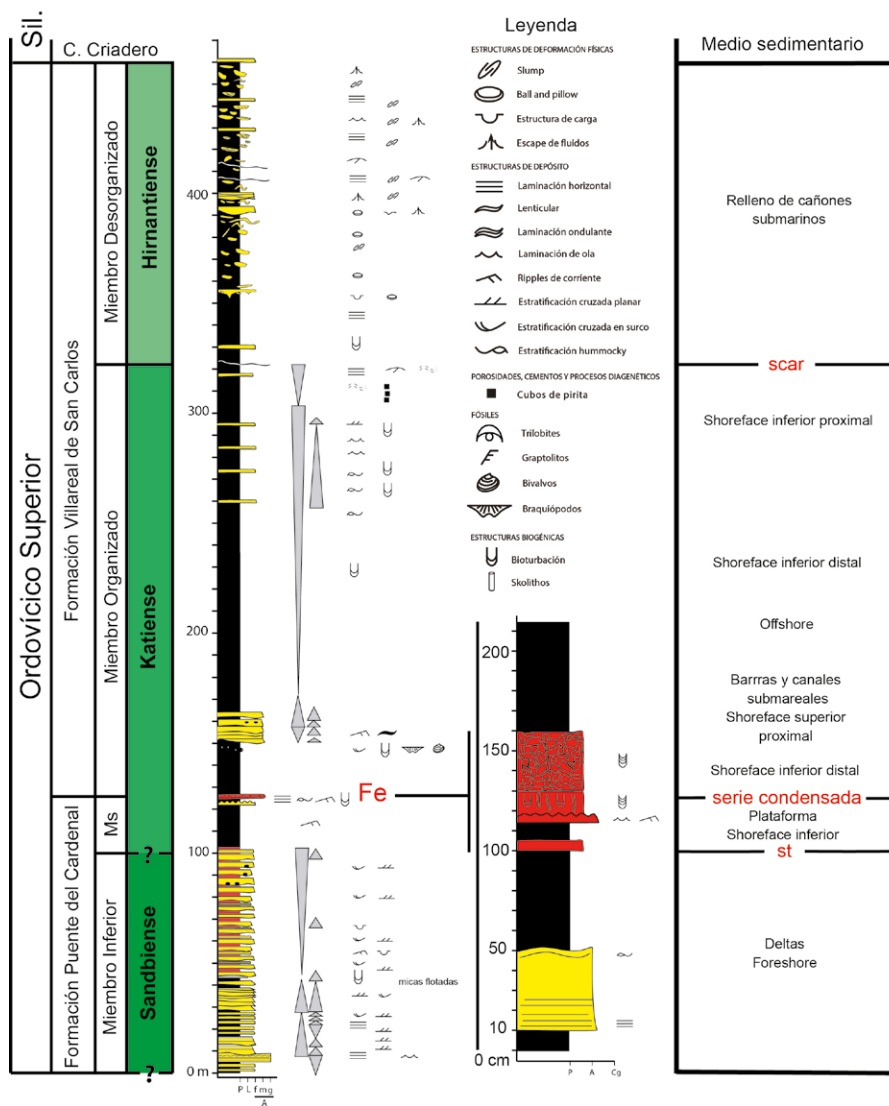 Sil.
C. Criadero
Ordovícico Superior
Formación Villareal de San Carlos
Formación Puente del Cardenal
Miembro Desorganizado
Miembro Organizado
Ms
Miembro Inferior
Hirnantiense
Katiense
?
Sandbiense
?
400
300
200
100
0 m
P L f m g
A
micas flotadas
Fe
Leyenda
ESTRUCTURAS DE DEFORMACIÓN FÍSICAS
Slump
Ball and pillow
Estructura de carga
Escape de fluidos
ESTRUCTURAS DE DEPÓSITO
Laminación horizontal
Lenticular
Laminación ondulante
Laminación de ola
Ripples de corriente
Estratificación cruzada planar
Estratificación cruzada en surco
Estratificación hummocky
POROSIDADES, CEMENTOS Y PROCESOS DIAGENÉTICOS
Cubos de pirita
FÓSILES
Trilobites
Graptolitos
Bivalvos
Braquiópodos
ESTRUCTURAS BIOGÉNICAS
Bioturbación
Skolithos
200
150
100
50
10
0 cm
P A Cg
Medio sedimentario
Relleno de cañones
submarinos
scar
Shoreface inferior proximal
Shoreface inferior distal
Offshore
Barrras y canales
submareales
Shoreface superior
proximal
Shoreface inferior distal
serie condensada
Plataforma
Shoreface inferior
st
Deltas
Foreshore